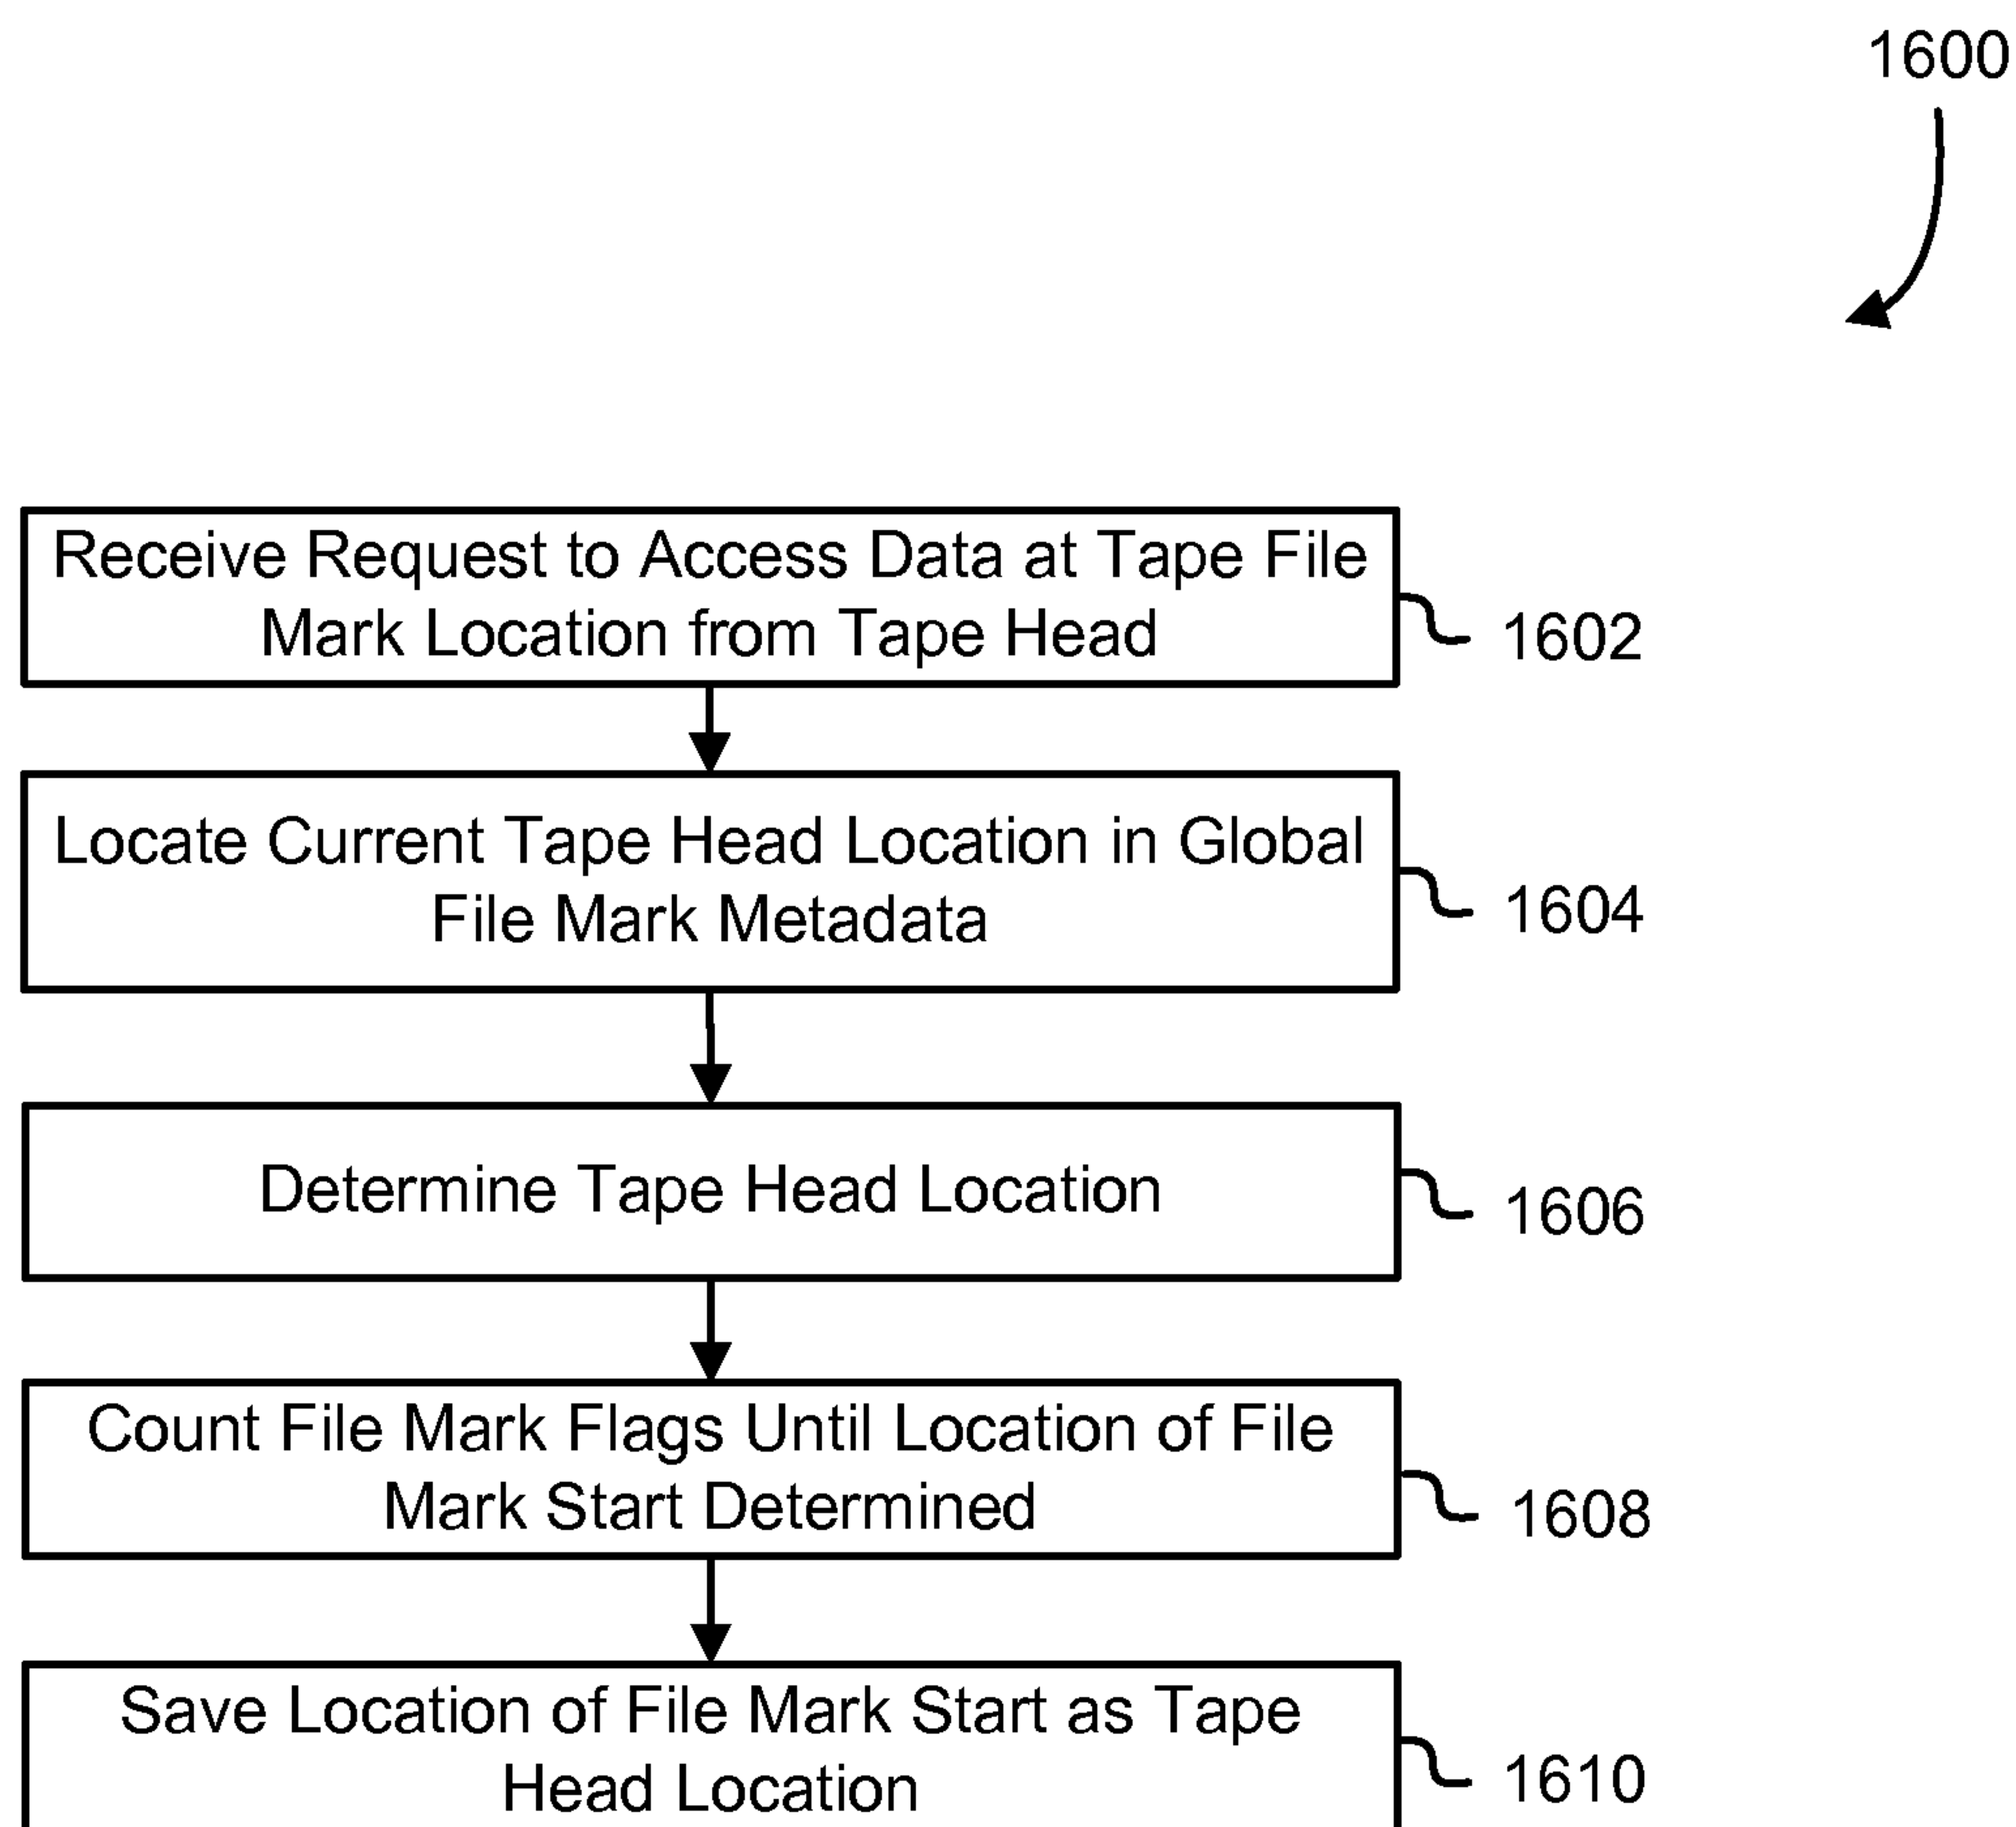 1600
Receive Request to Access Data at Tape File
Mark Location from Tape Head
1602
Locate Current Tape Head Location in Global
File Mark Metadata
1604
Determine Tape Head Location
1606
Count File Mark Flags Until Location of File
Mark Start Determined
1608
Save Location of File Mark Start as Tape
Head Location
1610